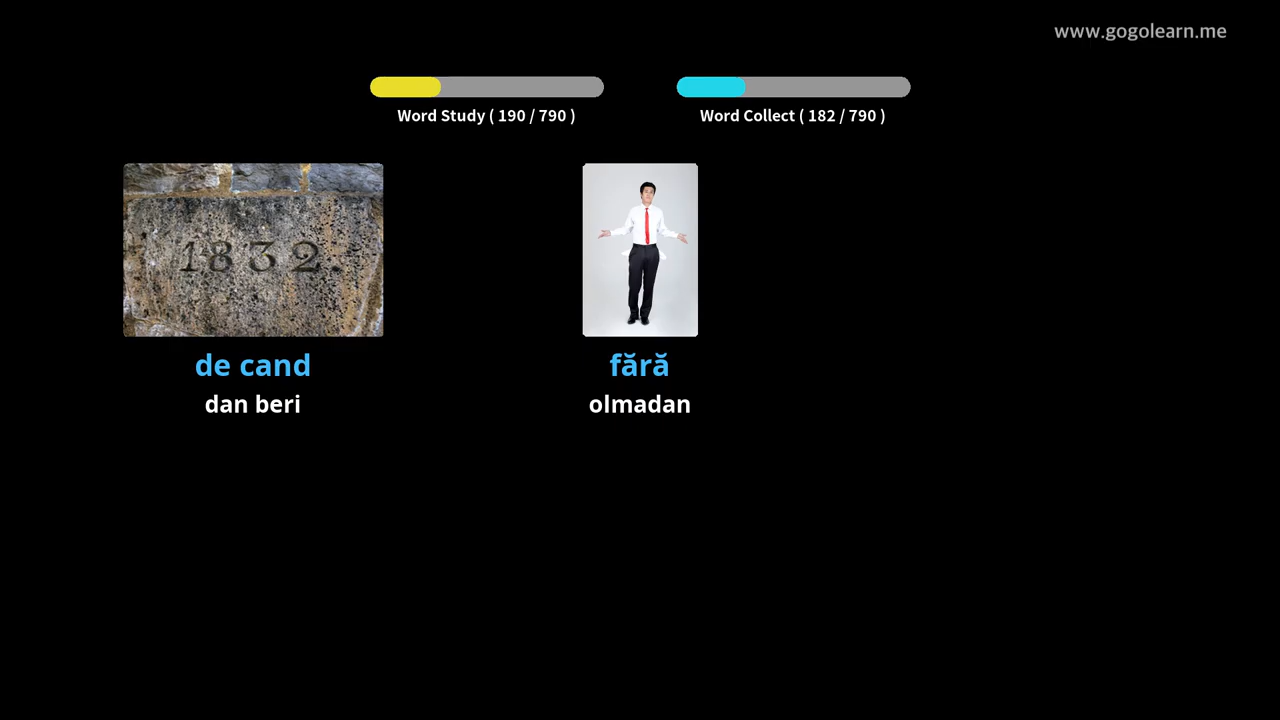 www.gogolearn.me
Word Study ( 190 / 790 )
Word Collect ( 182 / 790 )
1832.
de cand
fără
dan beri
olmadan